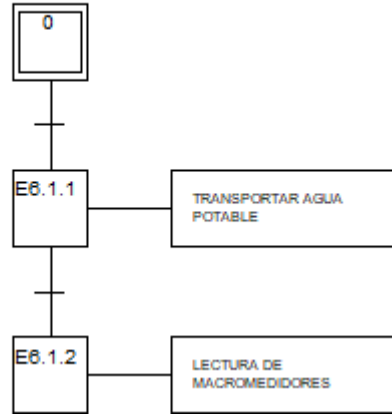 0
E6.1.1
TRANSPORTAR AGUA
POTABLE
E6.1.2
LECTURA DE
MACROMEDIDORES